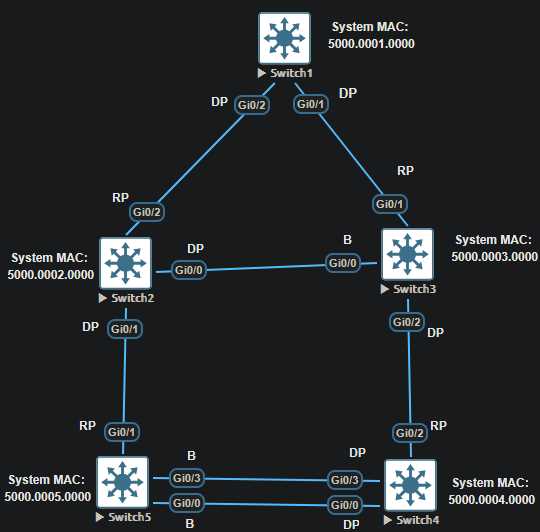 System MAC:
5000.0001.0000
Switch1
DP
Gi0/2
Gi0/1
DP
RP
RP
Gi0/2
Gi0/1
System MAC:
5000.0002.0000
DP
Gi0/0
B
Gi0/0
System MAC:
5000.0003.0000
Switch2
Switch3
DP
Gi0/1
Gi0/2
DP
RP
Gi0/1
Gi0/2
RP
System MAC:
5000.0005.0000
B
Gi0/3
DP
Gi0/3
System MAC:
5000.0004.0000
Gi0/0
B
Gi0/0
DP
Switch5
Switch4